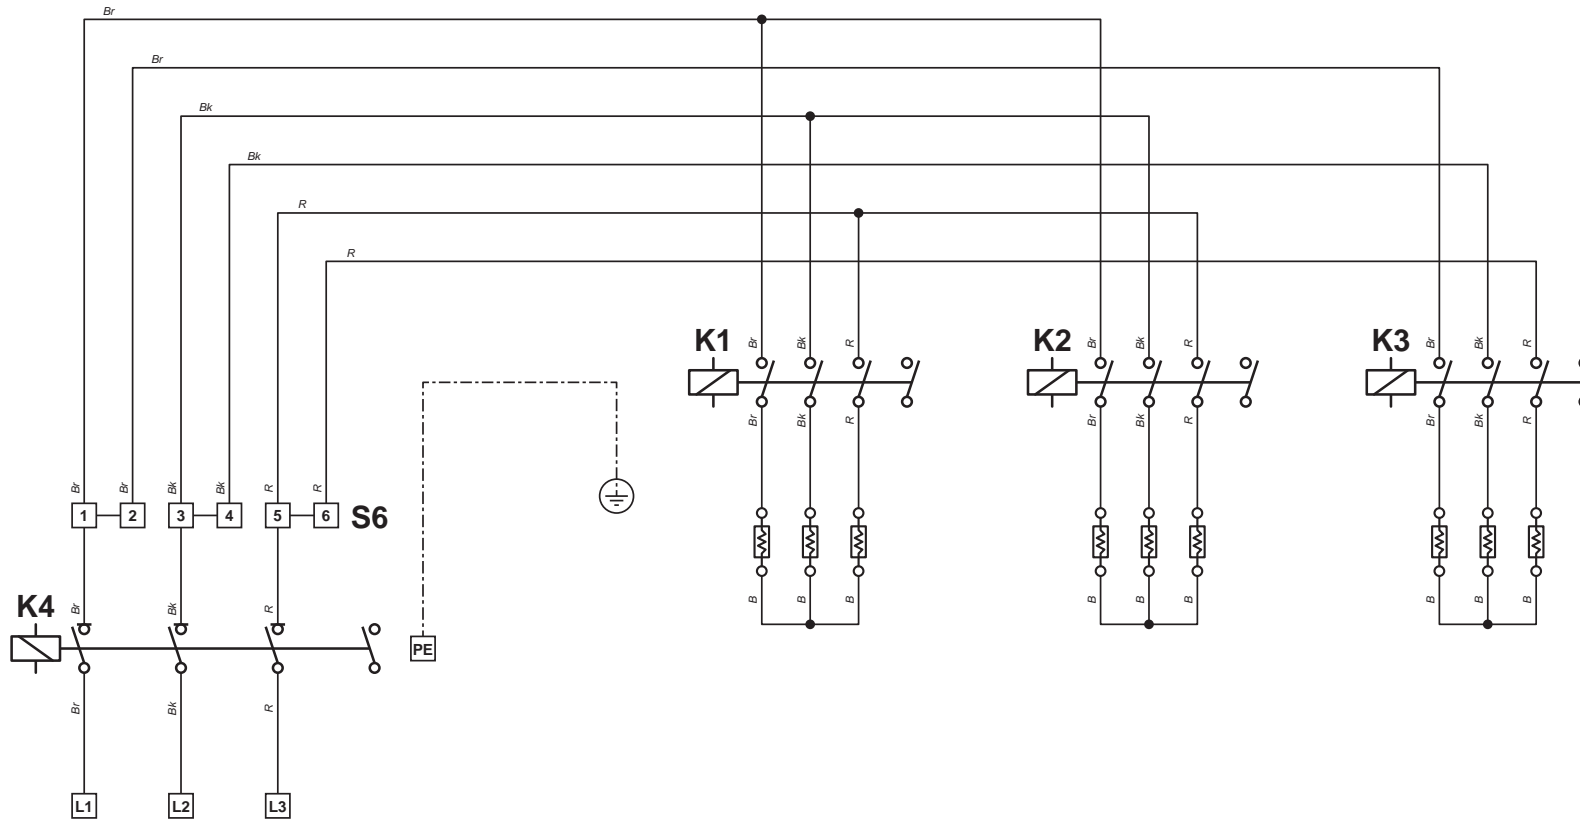 Br
Br
Bk
Bk
R
R
K1 Br Bk R K2 Br Bk R K3 Br Bk R
Br Bk R Br Bk R Br Bk R
Br Br Bk Bk R R
1 2 3 4 5 6 S6
K4 Br Bk R B B B B B B B B B
PE
Br Bk R
L1 L2 L3